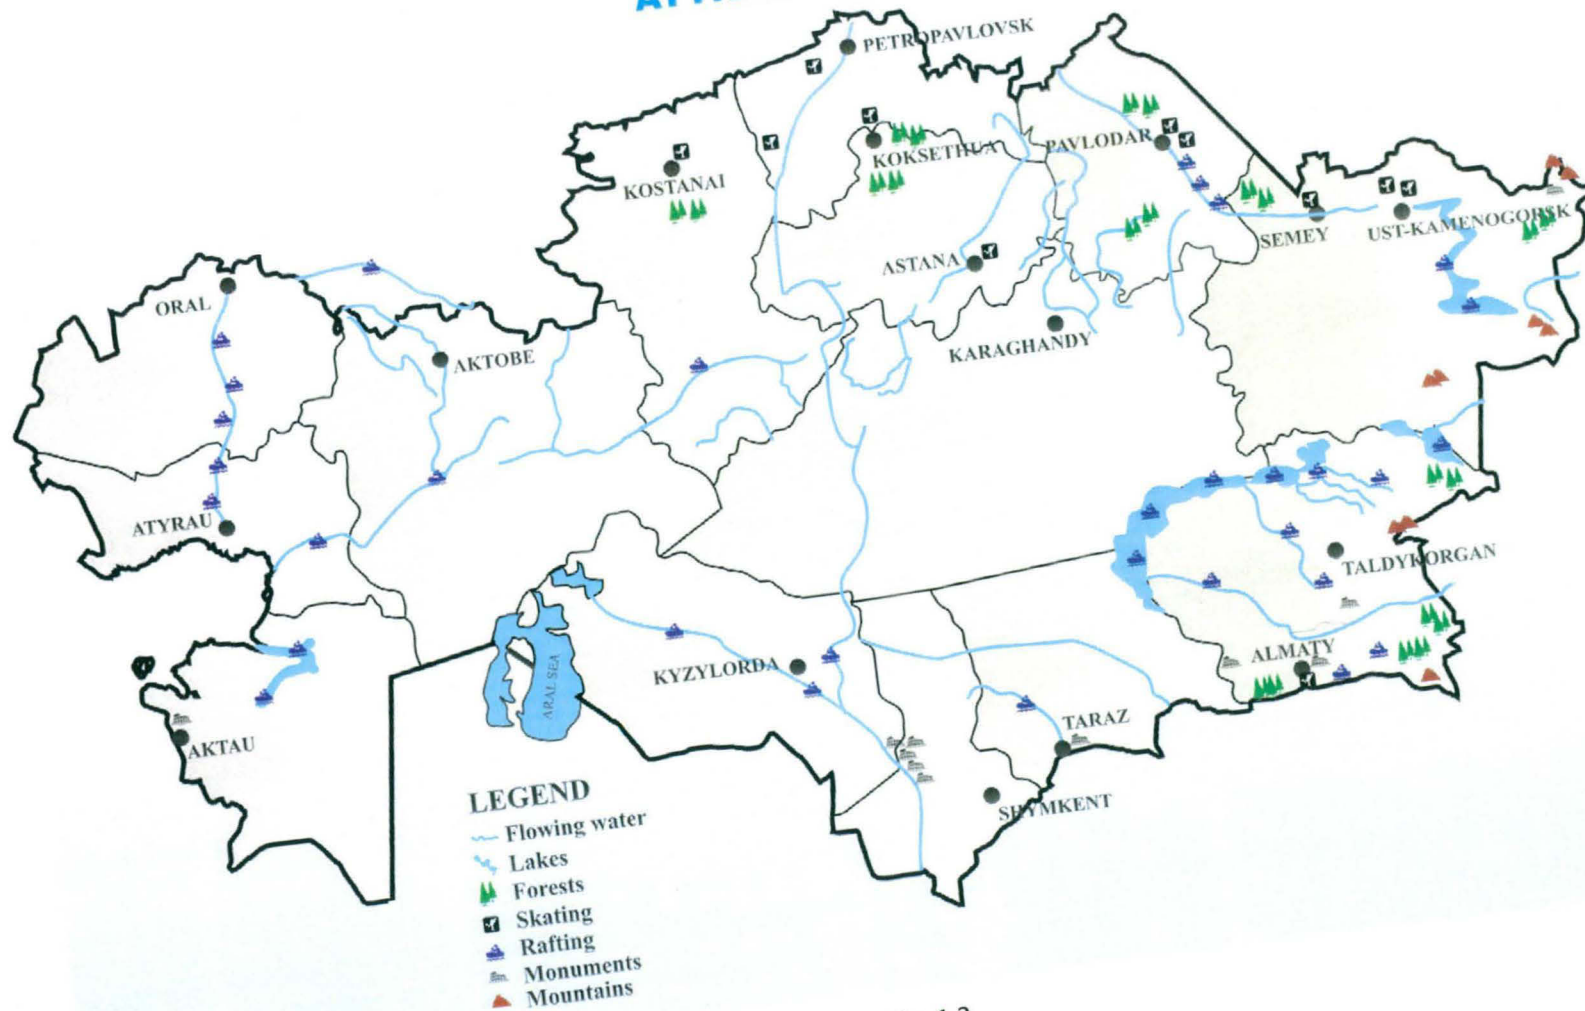 PETROPAVLOVSK
KOSTANAI
KOKSETHUA
PAVLODAR
SEMEY
UST-KAMENOGORSK
ASTANA
ORAL
AKTOBE
KARAGHANDY
ATYRAU
TALDYKORGAN
ALMATY
KYZYLORDA
ARAL SEA
TARAZ
AKTAU
SHYMKENT
LEGEND
Flowing water
Lakes
Forests
Skating
Rafting
Monuments
Mountains